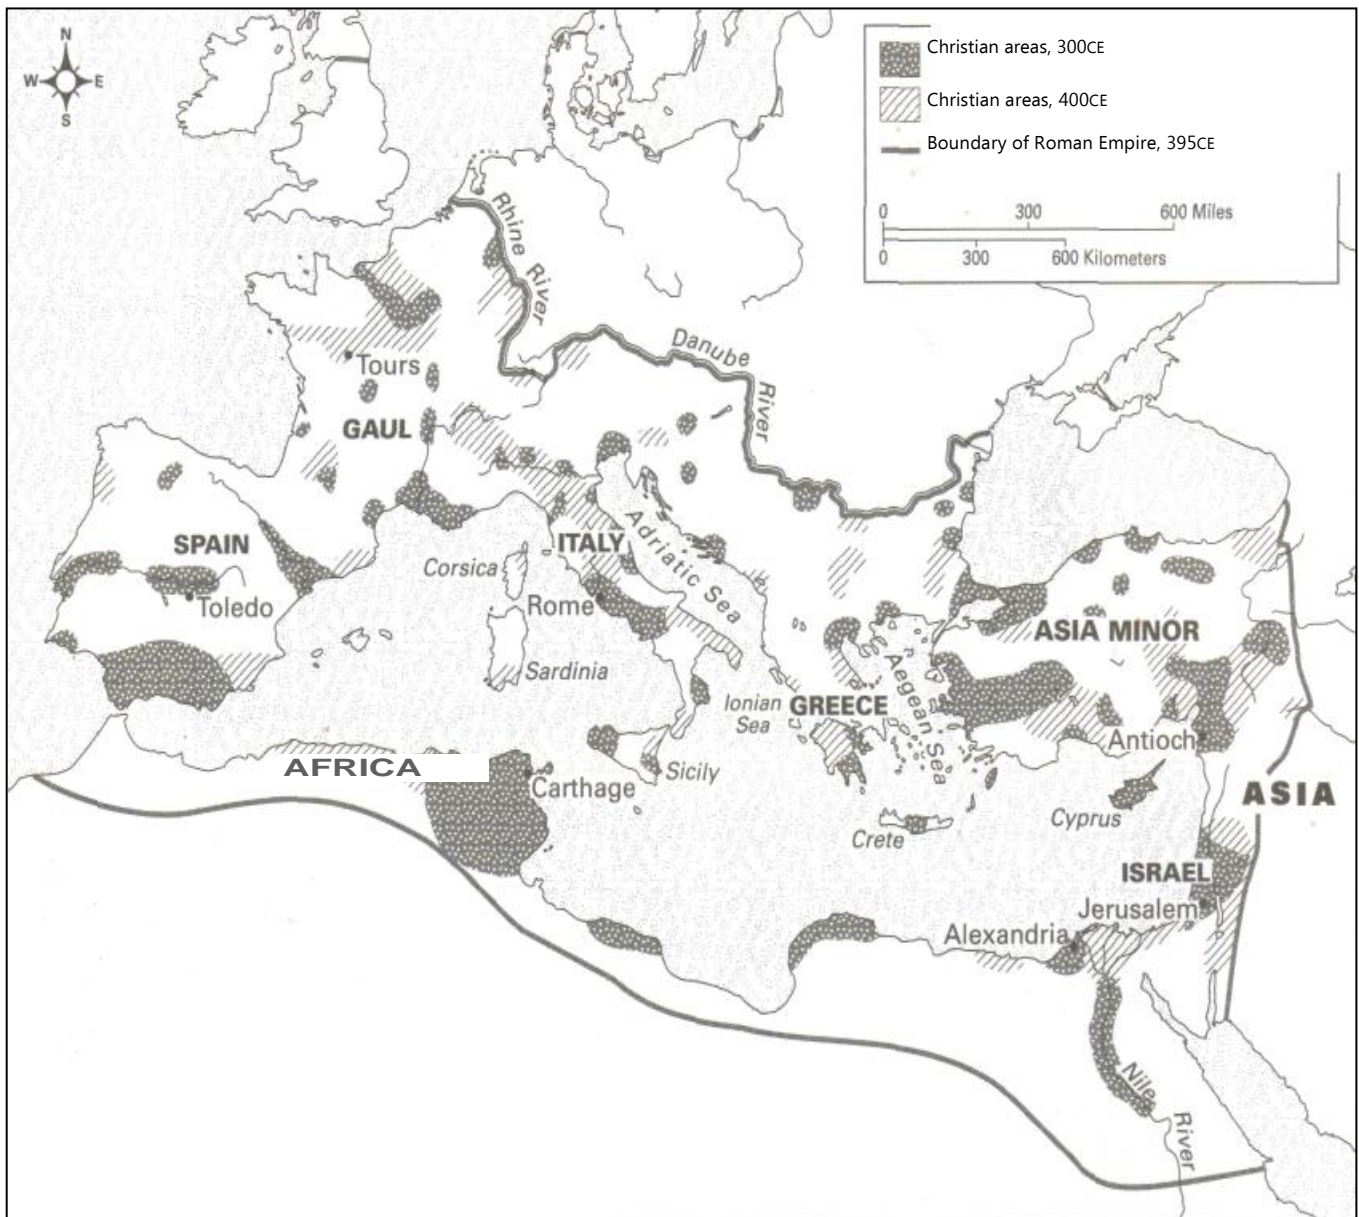 N
W E
S
Christian areas, 300CE
Christian areas, 400CE
Boundary of Roman Empire, 395CE
0 300 600 Miles
0 300 600 Kilometers
Rhine River
Danube River
Tours
GAUL
SPAIN
Toledo
Corsica
ITALY
Adriatic Sea
Rome
Sardinia
Ionian Sea
GREECE
Aegean Sea
ASIA MINOR
Antioch
AFRICA
Carthage
Sicily
Crete
Cyprus
ASIA
ISRAEL
Jerusalem
Alexandria
Nile River